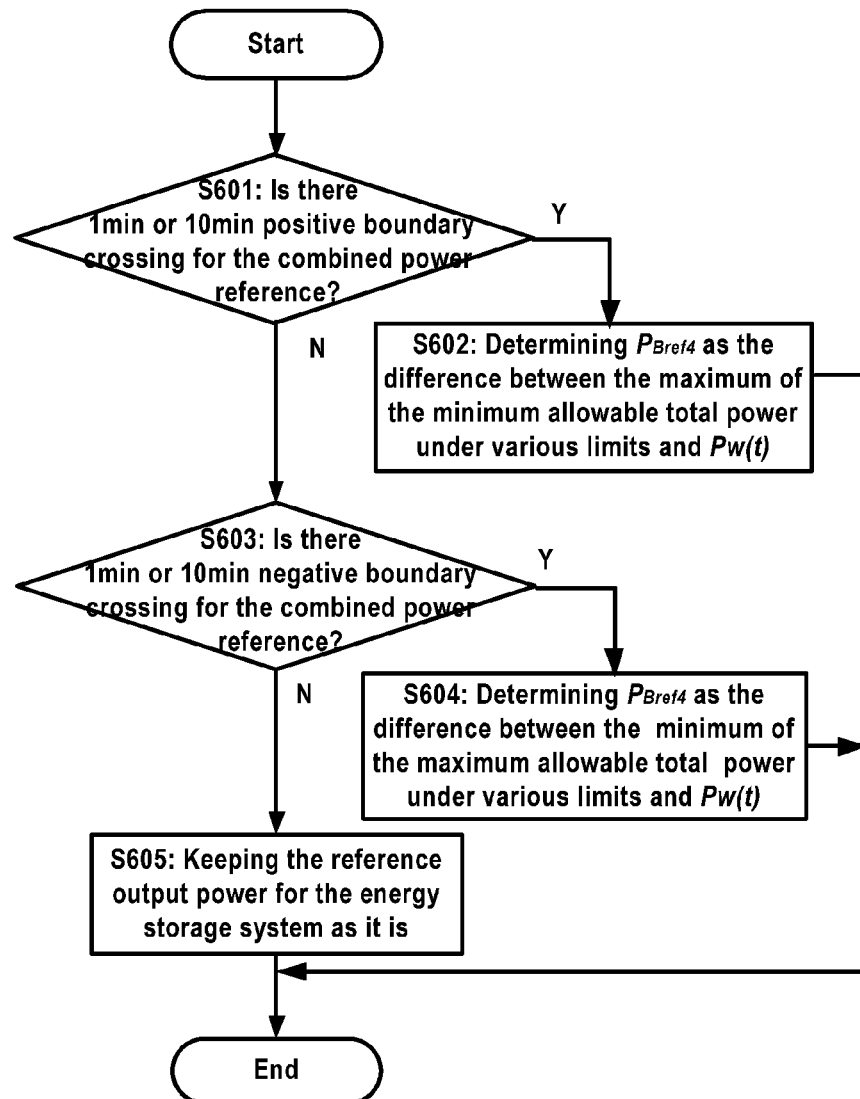 Start
S601: Is there
1min or 10min positive boundary
crossing for the combined power
reference?
Y
N
S602: Determining PBref4 as the
difference between the maximum of
the minimum allowable total power
under various limits and Pw(t)
S603: Is there
1min or 10min negative boundary
crossing for the combined power
reference?
Y
N
S604: Determining PBref4 as the
difference between the minimum of
the maximum allowable total power
under various limits and Pw(t)
S605: Keeping the reference
output power for the energy
storage system as it is
End